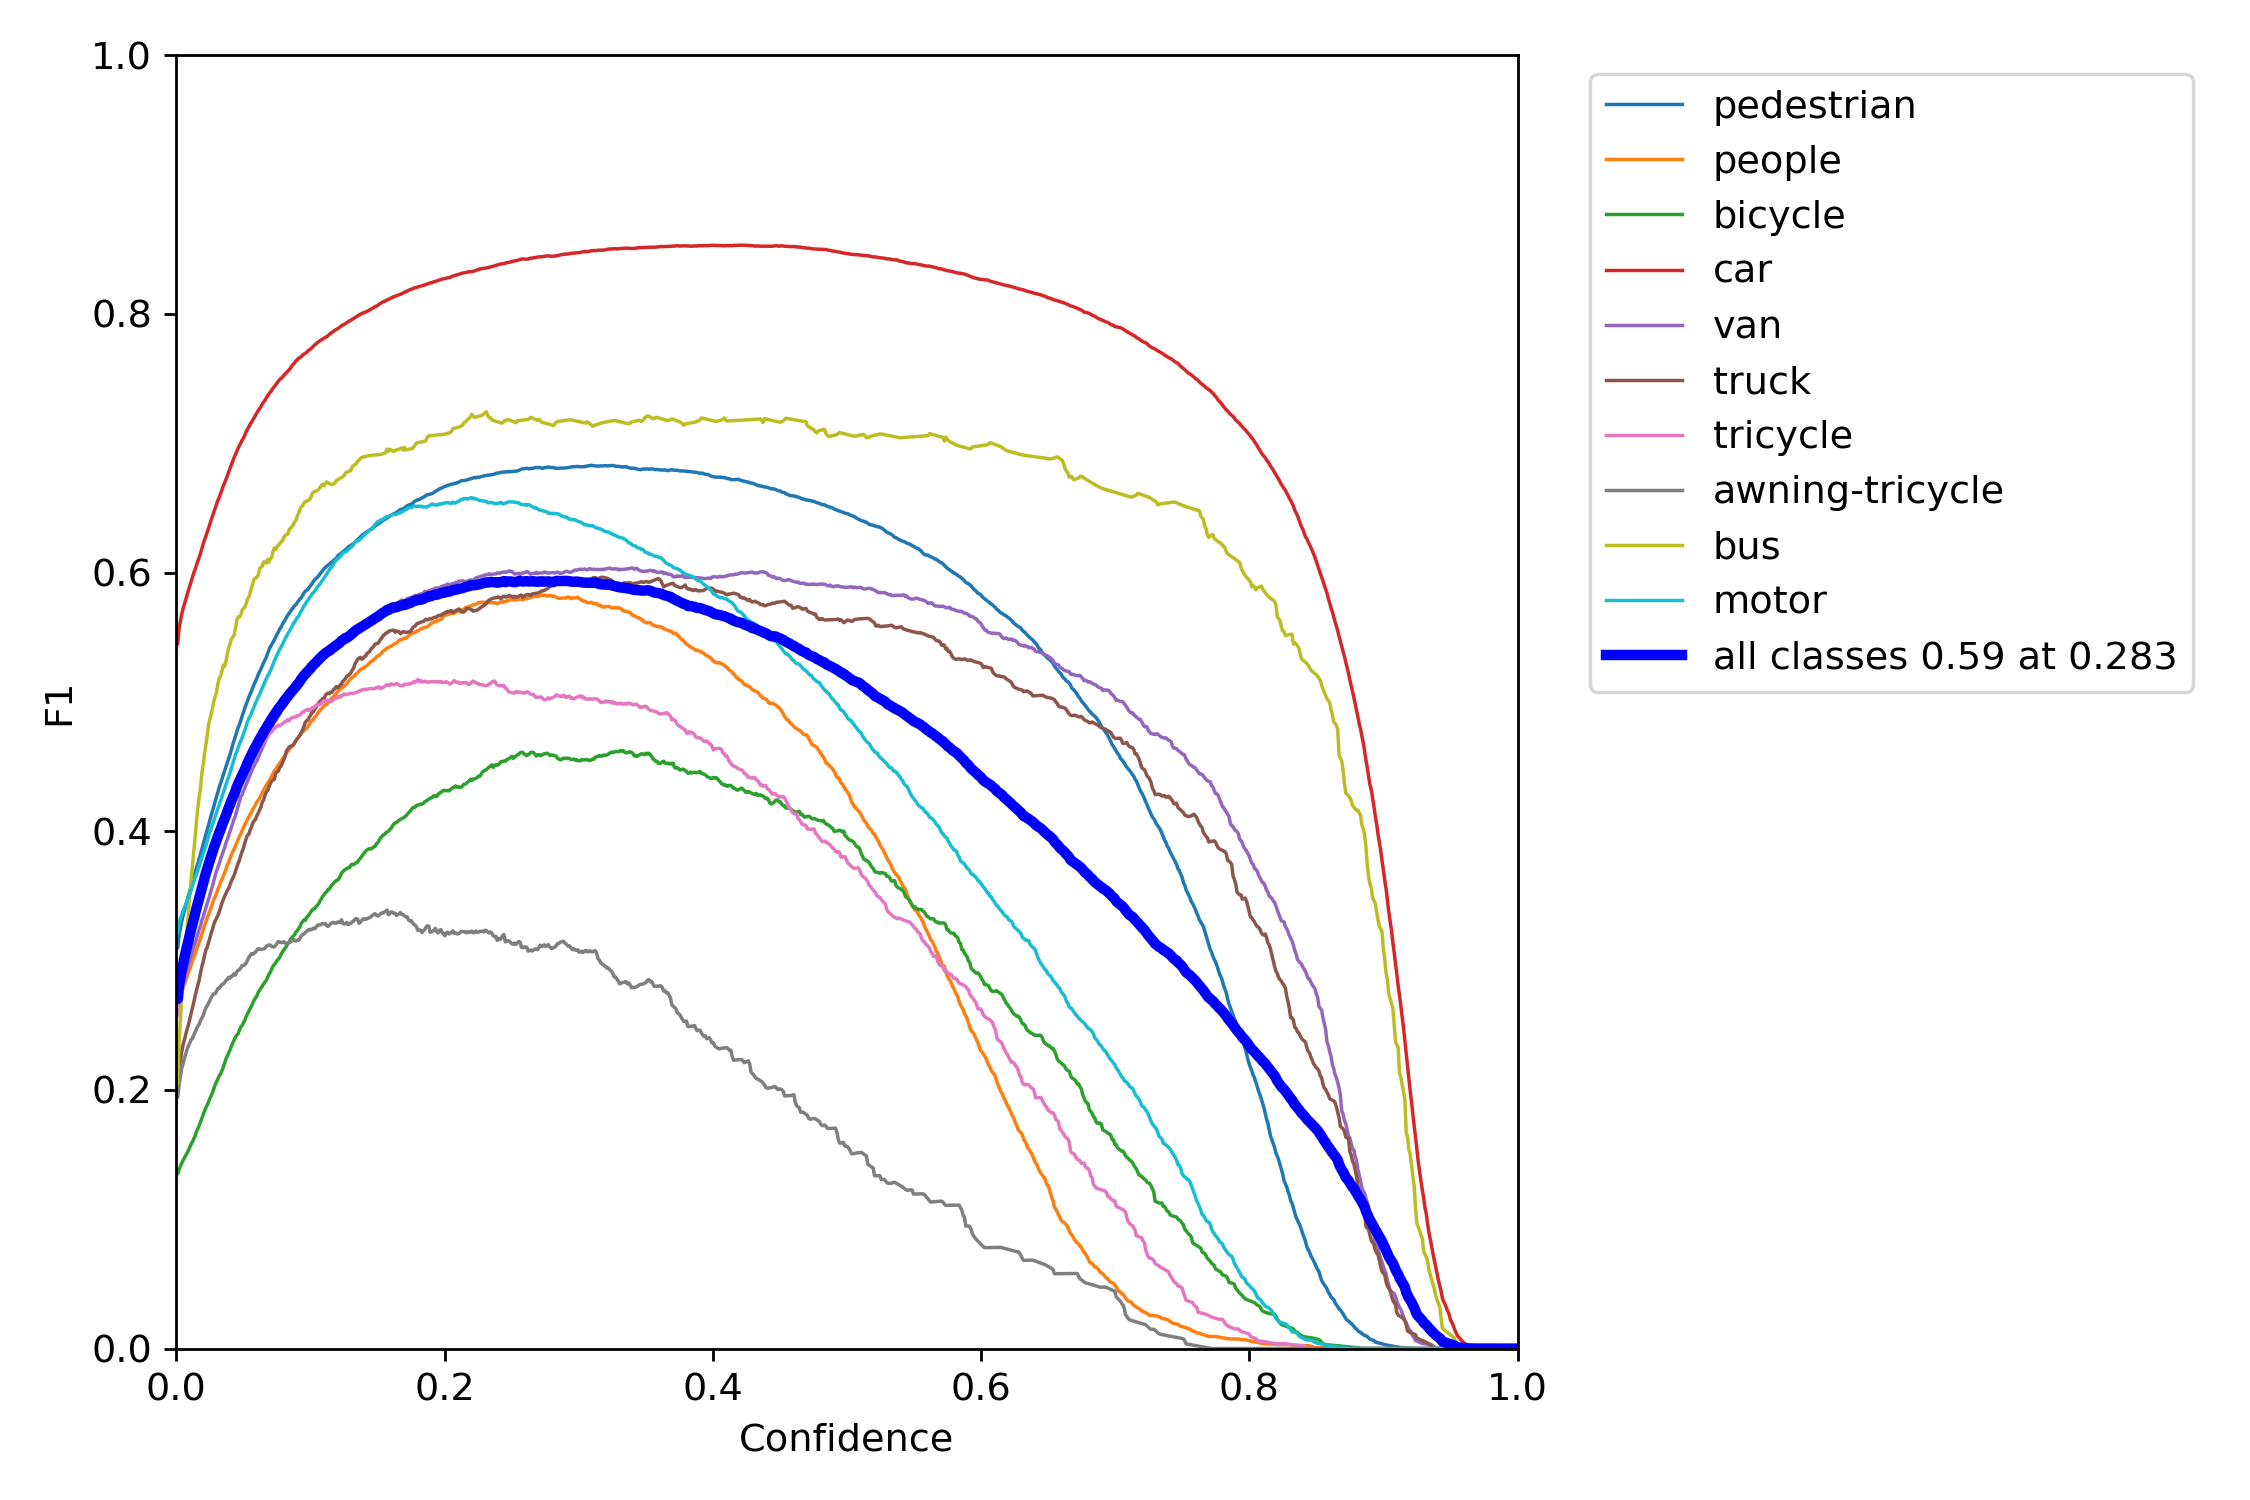 1.0
0.8
0.6
0.4
0.2
0.0
F1
0.0 0.2 0.4 0.6 0.8 1.0
Confidence
pedestrian
people
bicycle
car
van
truck
tricycle
awning-tricycle
bus
motor
all classes 0.59 at 0.283